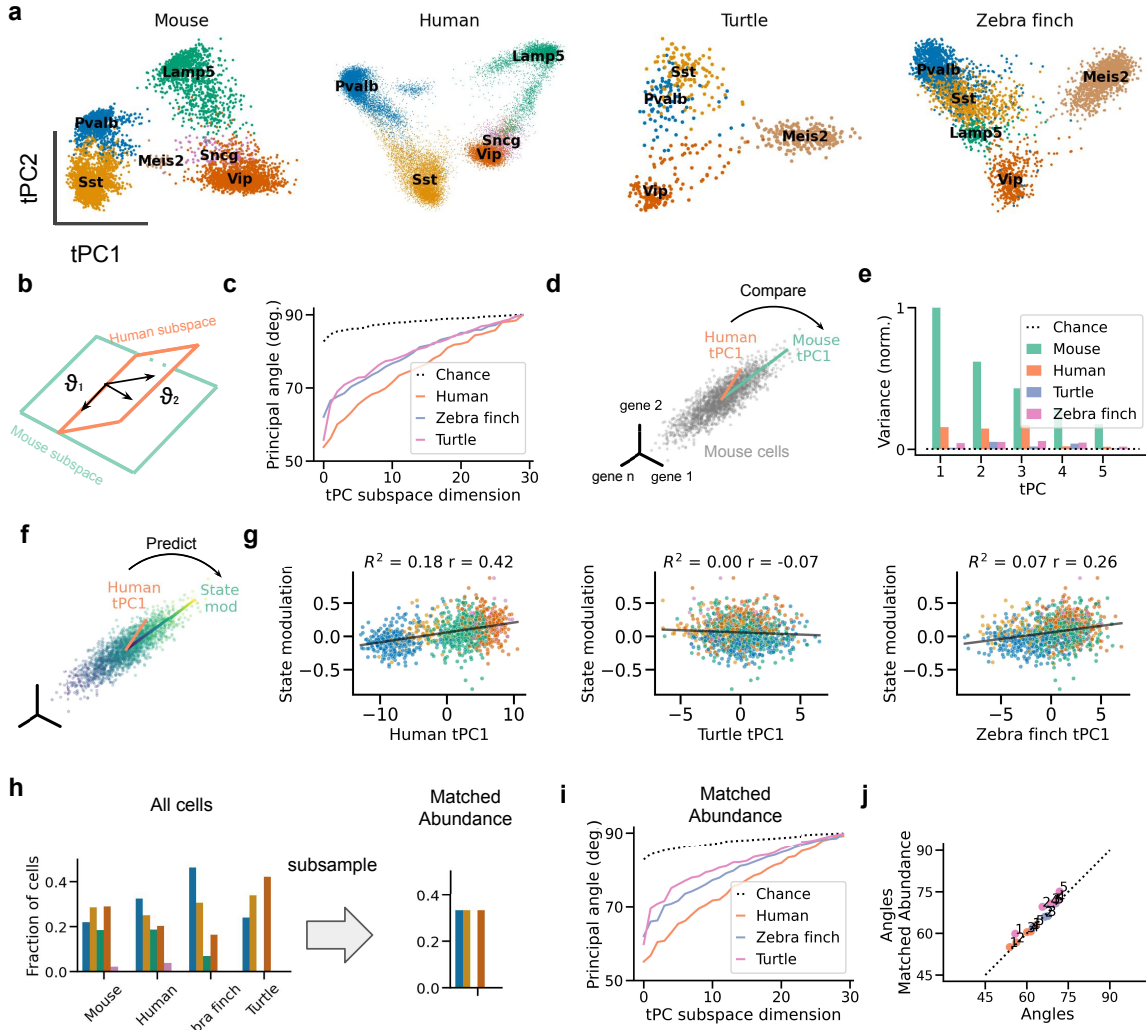 a
Mouse
Human
Turtle
Zebra finch
Lamp5
Pvalb
Meis2
Sncg
Sst
Vip
tPC2
tPC1
Pvalb
Lamp5
Sncg
Vip
Sst
Sst
Pvalb
Meis2
Vip
Pvalb
Sst
Lamp5
Meis2
Vip
b
Human subspace
ϑ1
ϑ2
Mouse subspace
c
Principal angle (deg.)
90
70
50
0
10
20
30
tPC subspace dimension
Chance
Human
Zebra finch
Turtle
d
Compare
Human
tPC1
Mouse
tPC1
gene 2
gene n
gene 1
Mouse cells
e
Variance (norm.)
1
0
1
2
3
4
5
tPC
Chance
Mouse
Human
Turtle
Zebra finch
f
Predict
Human
tPC1
State
mod
g
R² = 0.18 r = 0.42
State modulation
0.5
0.0
−0.5
−10
0
10
Human tPC1
R² = 0.00 r = -0.07
State modulation
0.5
0.0
−0.5
−5
0
5
Turtle tPC1
R² = 0.07 r = 0.26
State modulation
0.5
0.0
−0.5
−5
0
5
Zebra finch tPC1
h
All cells
Fraction of cells
0.4
0.2
0.0
Mouse
Human
bra finch
Turtle
subsample
Matched
Abundance
0.4
0.2
0.0
i
Matched
Abundance
Principal angle (deg.)
90
70
50
0
10
20
30
tPC subspace dimension
Chance
Human
Zebra finch
Turtle
j
Angles
Matched Abundance
90
75
60
45
45
60
75
90
Angles